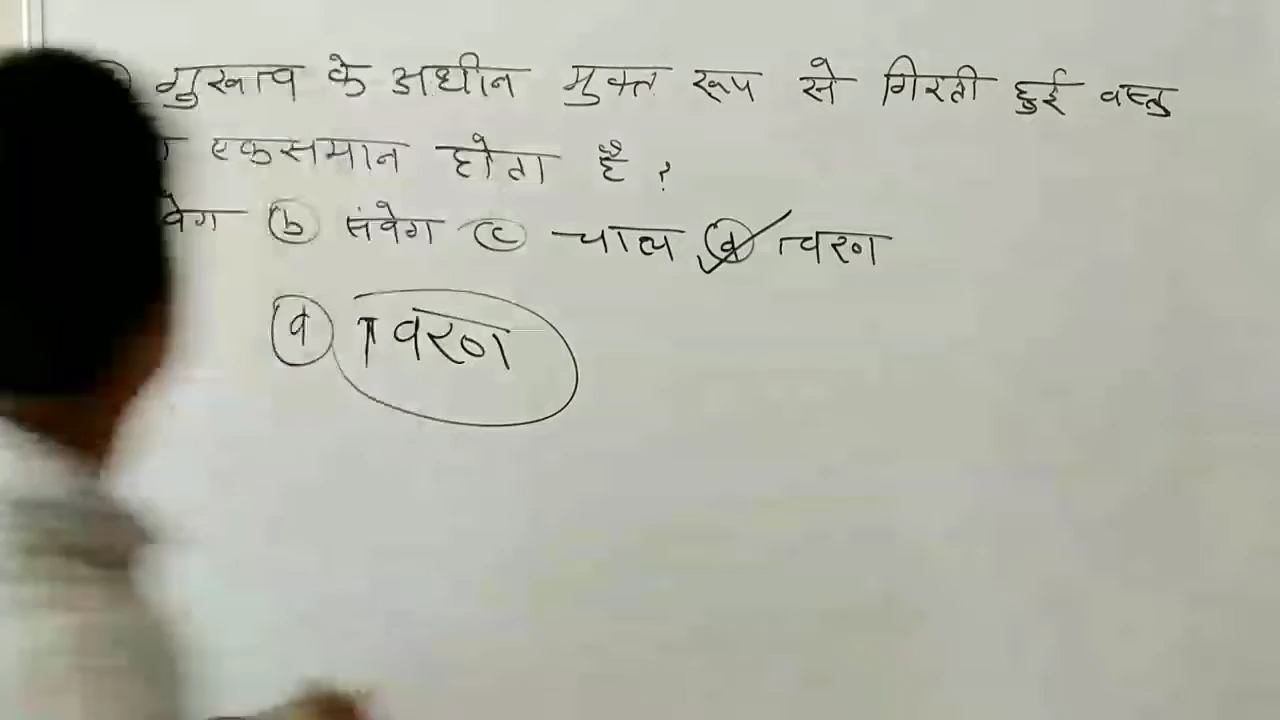 गुरुत्व के अधीन मुक्त रूप से गिरती हुई वस्तु
एकसमान होता है ?
वेग (b) संवेग (c) चाल (d) त्वरण
(d) त्वरण